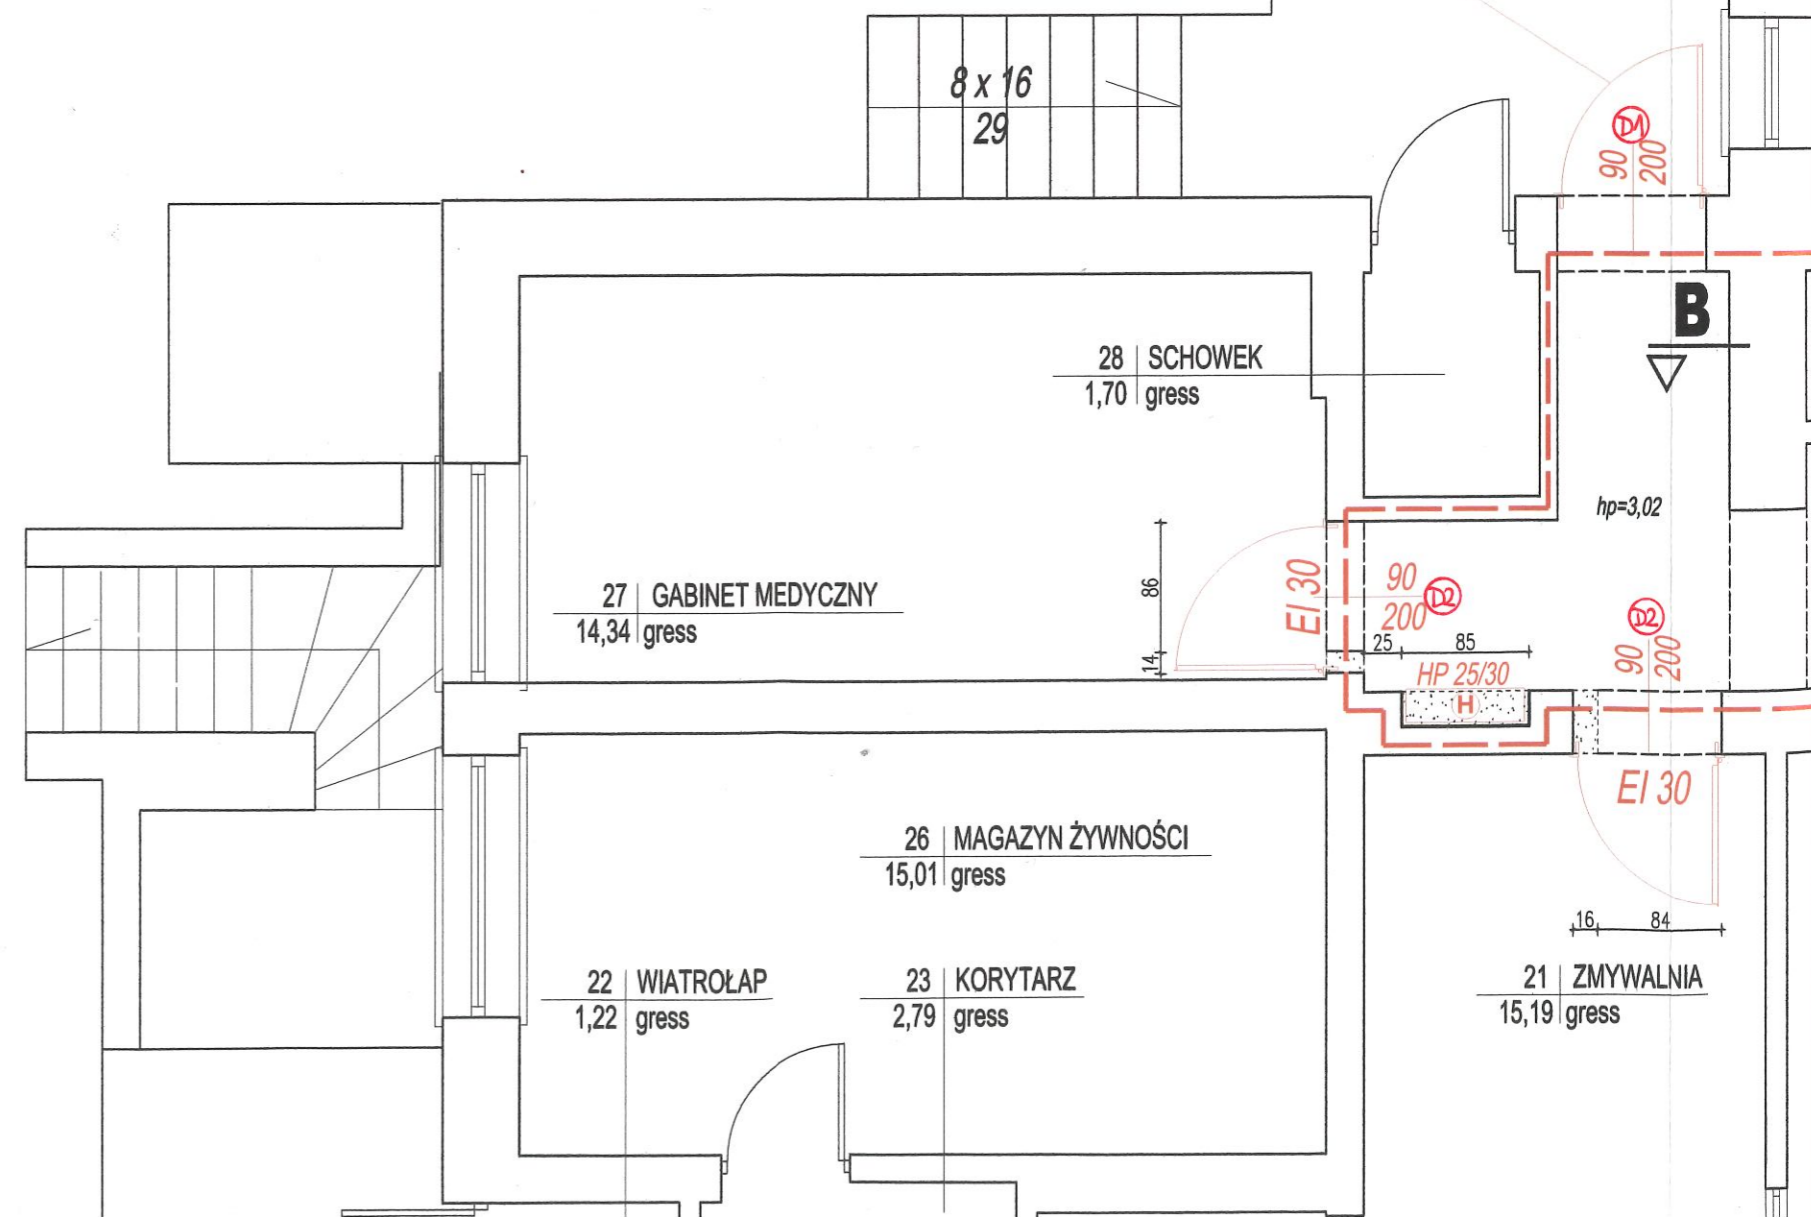 8 x 16
29
D1
90
200
B
28 SCHOWEK
1,70 gress
hp=3,02
86
14
EI 30
90
200
D2
D2
90
200
25
85
HP 25/30
H
27 GABINET MEDYCZNY
14,34 gress
EI 30
26 MAGAZYN ŻYWNOŚCI
15,01 gress
16
84
22 WIATROŁAP
1,22 gress
23 KORYTARZ
2,79 gress
21 ZMYWALNIA
15,19 gress